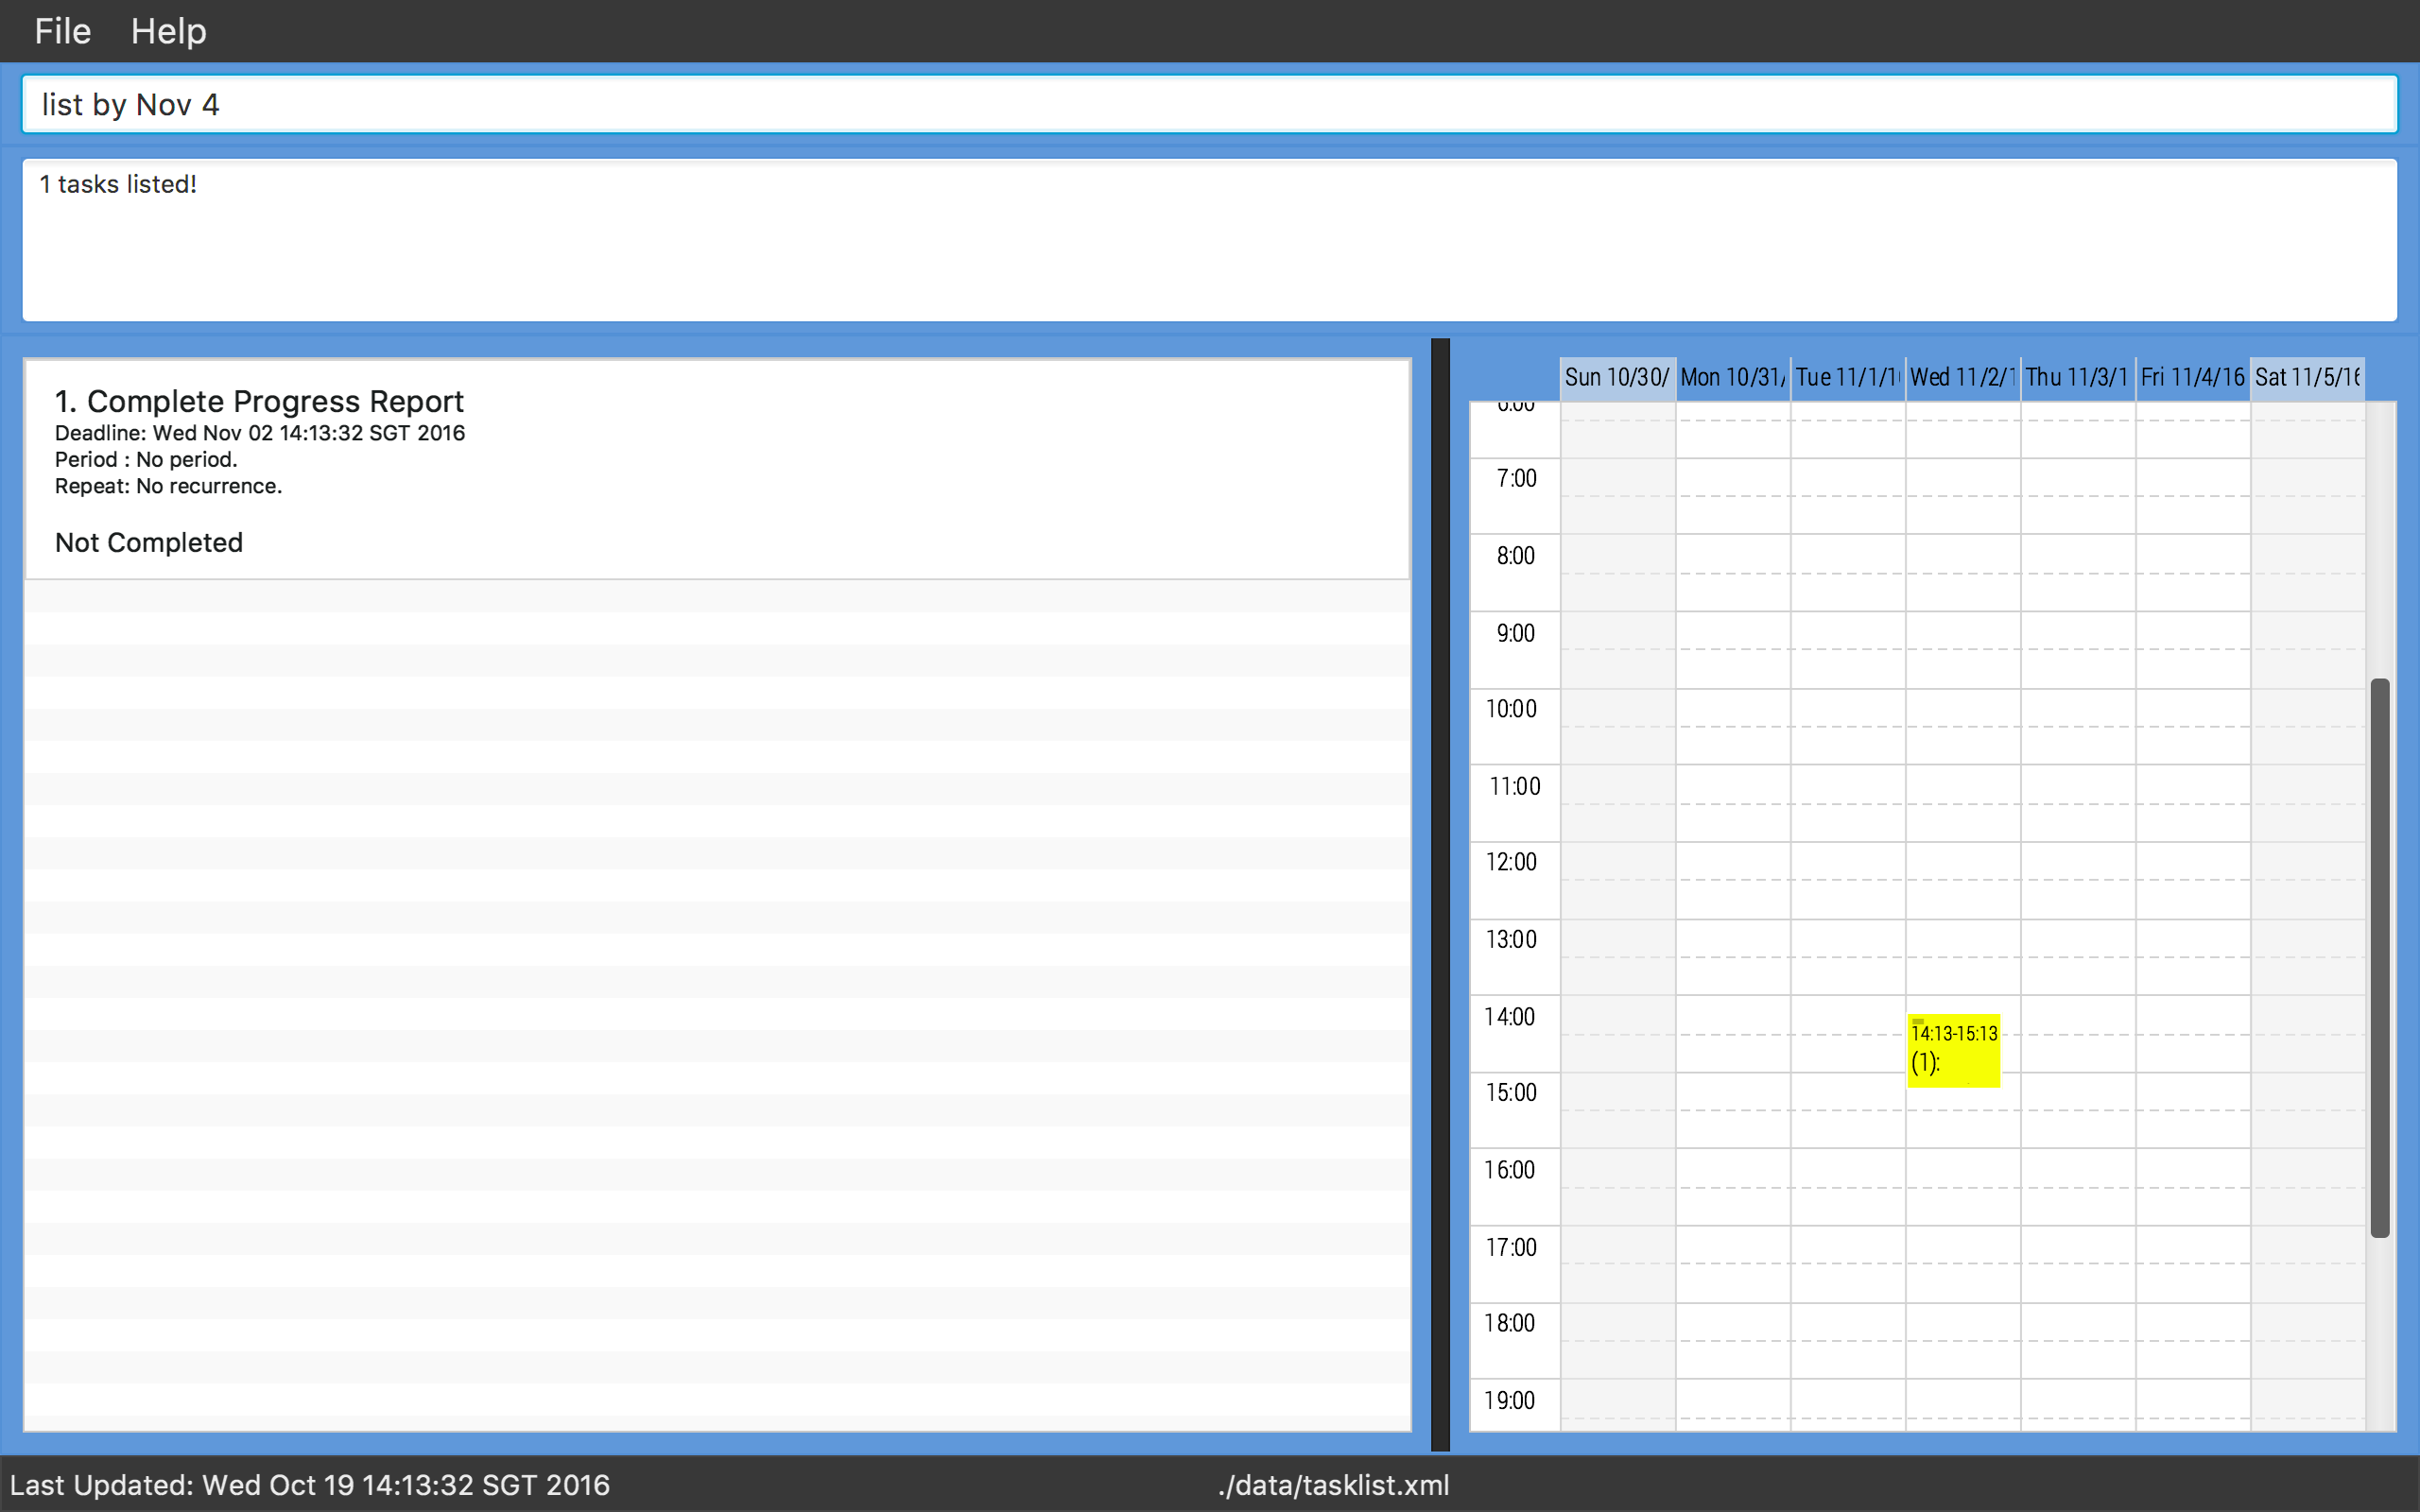 File Help
list by Nov 4
1 tasks listed!
1. Complete Progress Report
Deadline: Wed Nov 02 14:13:32 SGT 2016
Period : No period.
Repeat: No recurrence.
Not Completed
Sun 10/30/ Mon 10/31/ Tue 11/1/1 Wed 11/2/1 Thu 11/3/1 Fri 11/4/16 Sat 11/5/16
7:00
8:00
9:00
10:00
11:00
12:00
13:00
14:00
14:13-15:13
(1):
15:00
16:00
17:00
18:00
19:00
Last Updated: Wed Oct 19 14:13:32 SGT 2016 ./data/tasklist.xml